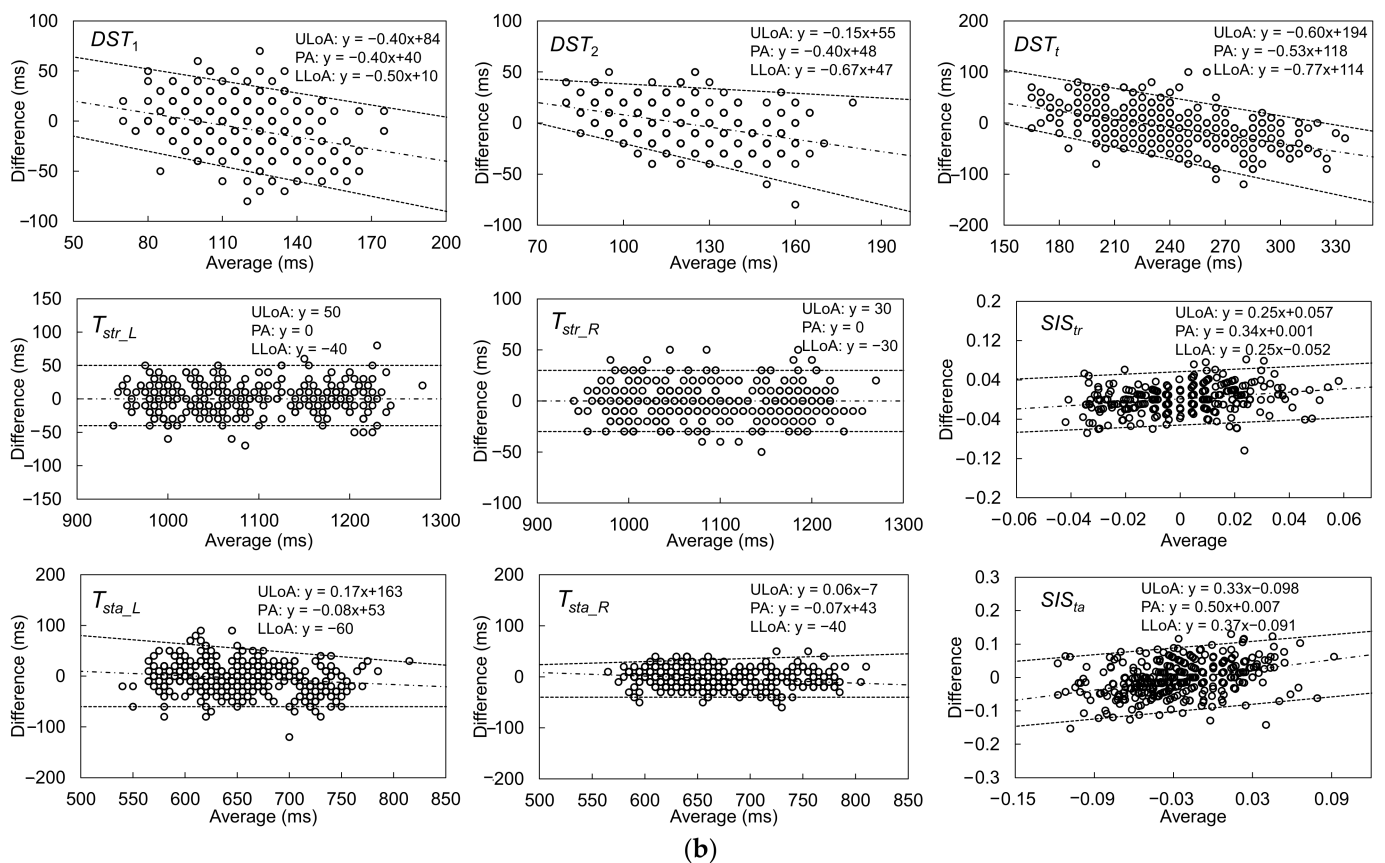 DST1
ULoA: y = −0.40x+84
PA: y = −0.40x+40
LLoA: y = −0.50x+10
Difference (ms)
100
50
0
−50
−100
50 80 110 140 170 200
Average (ms)
DST2
ULoA: y = −0.15x+55
PA: y = −0.40x+48
LLoA: y = −0.67x+47
Difference (ms)
100
50
0
−50
−100
70 100 130 160 190
Average (ms)
DSTt
ULoA: y = −0.60x+194
PA: y = −0.53x+118
LLoA: y = −0.77x+114
Difference (ms)
200
100
0
−100
−200
150 180 210 240 270 300 330
Average (ms)
Tstr_L
ULoA: y = 50
PA: y = 0
LLoA: y = −40
Difference (ms)
150
100
50
0
−50
−100
−150
900 1000 1100 1200 1300
Average (ms)
Tstr_R
ULoA: y = 30
PA: y = 0
LLoA: y = −30
Difference (ms)
100
50
0
−50
−100
900 1000 1100 1200 1300
Average (ms)
SIStr
ULoA: y = 0.25x+0.057
PA: y = 0.34x+0.001
LLoA: y = 0.25x−0.052
Difference
0.2
0.12
0.04
−0.04
−0.12
−0.2
−0.06 −0.04 −0.02 0 0.02 0.04 0.06
Average
Tsta_L
ULoA: y = 0.17x+163
PA: y = −0.08x+53
LLoA: y = −60
Difference (ms)
200
100
0
−100
−200
500 550 600 650 700 750 800 850
Average (ms)
Tsta_R
ULoA: y = 0.06x−7
PA: y = −0.07x+43
LLoA: y = −40
Difference (ms)
200
100
0
−100
−200
500 550 600 650 700 750 800 850
Average (ms)
SISta
ULoA: y = 0.33x−0.098
PA: y = 0.50x+0.007
LLoA: y = 0.37x−0.091
Difference
0.3
0.2
0.1
0
−0.1
−0.2
−0.3
−0.15 −0.09 −0.03 0.03 0.09
Average
(b)